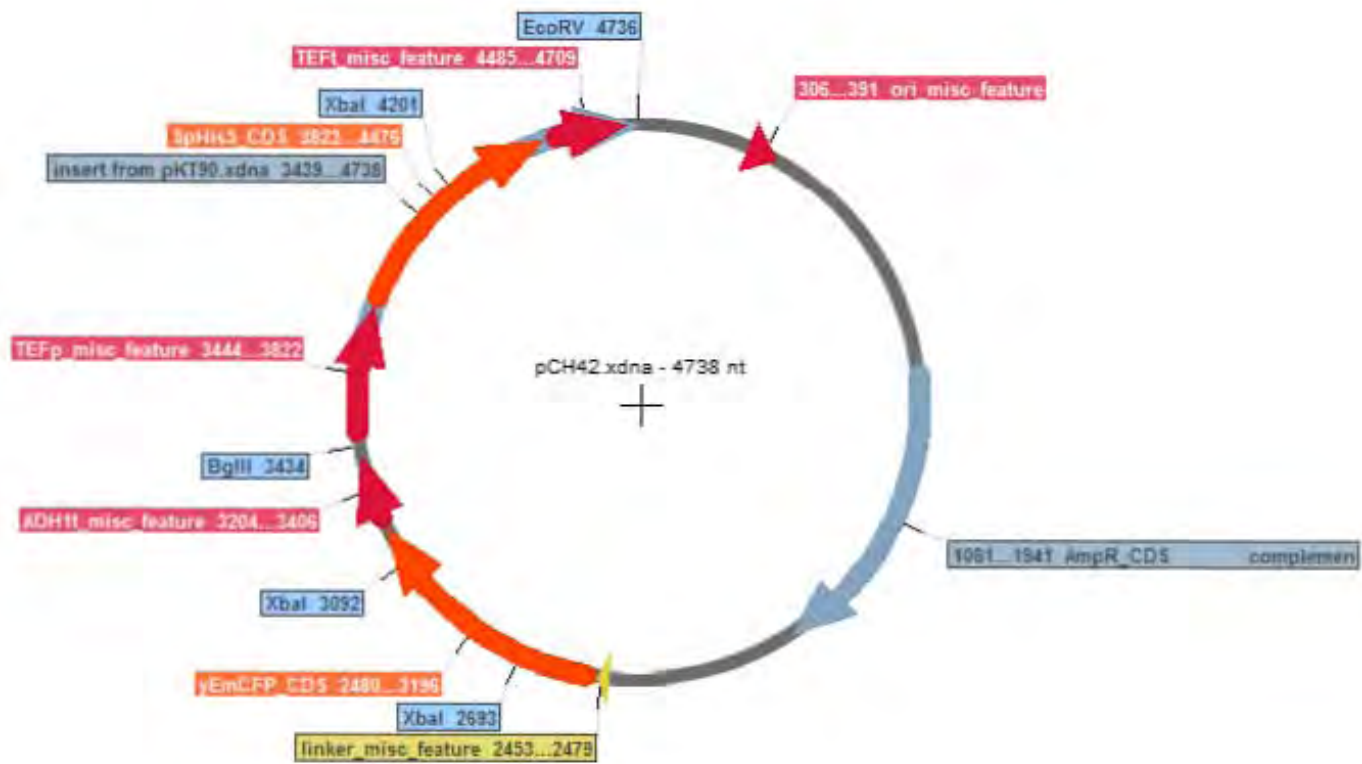 EcoRV 4736
TEFt_misc_feature 4485...4709
306...391 ori_misc_feature
XbaI 4201
SpHis3_CDS 3822...4475
insert from pKT90.xdna 3439...4738
TEFp_misc_feature 3444...3822
pCH42.xdna - 4738 nt
BglII 3434
ADH1t_misc_feature 3204...3406
1081...1941 AmpR_CDS complemen
XbaI 3092
yEmCFP_CDS 2480...3196
XbaI 2693
linker_misc_feature 2453...2479